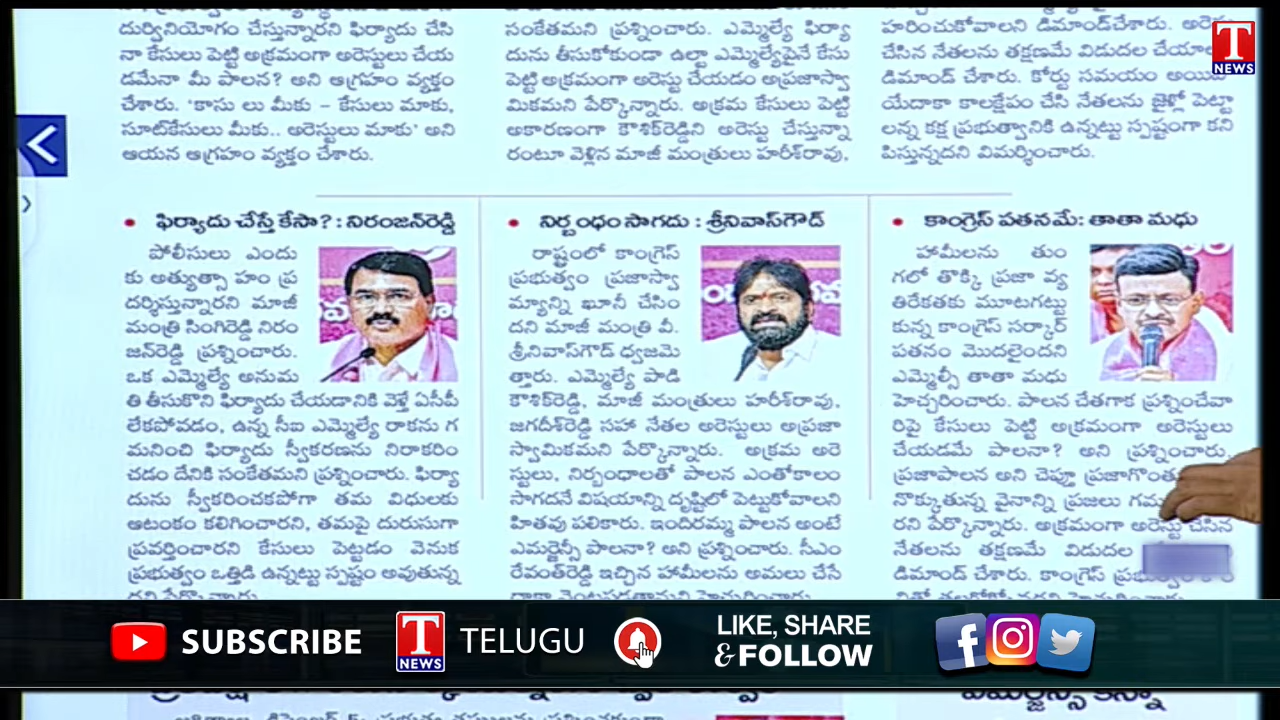 దుర్వినియోగం చేస్తున్నారని ఫిర్యాదు చేసి
నా కేసులు పెట్టి అక్రమంగా అరెస్టులు చేయ
డమేనా మీ పాలన? అని ఆగ్రహం వ్యక్తం
చేశారు. ‘కాసు లు మీకు – కేసులు మాకు,
సూట్‌కేసులు మీకు.. అరెస్టులు మాకు’ అని
ఆయన ఆగ్రహం వ్యక్తం చేశారు.
సంకేతమని ప్రశ్నించారు. ఎమ్మెల్యే ఫిర్యా
దును తీసుకోకుండా ఉల్టా ఎమ్మెల్యేపైనే కేసు
పెట్టి అక్రమంగా అరెస్టు చేయడం అప్రజాస్వా
మికమని పేర్కొన్నారు. అక్రమ కేసులు పెట్టి
అకారణంగా కౌశిక్‌రెడ్డిని అరెస్టు చేస్తున్నా
రంటూ వెళ్లిన మాజీ మంత్రులు హరీశ్‌రావు,
హరించుకోవాలని డిమాండ్‌చేశారు.
చేసిన నేతలను తక్షణమే విడుదల
డిమాండ్ చేశారు. కోర్టు సమయం
యేదాకా కాలక్షేపం చేసి నేతలను జైళ్లో పెట్టా
లన్న కక్ష ప్రభుత్వానికి ఉన్నట్టు స్పష్టంగా కని
పిస్తున్నదని విమర్శించారు.
T
NEWS
• ఫిర్యాదు చేస్తే కేసా? : నిరంజన్‌రెడ్డి
పోలీసులు ఎందు
కు అత్యుత్సా హం ప్ర
దర్శిస్తున్నారని మాజీ
మంత్రి సింగిరెడ్డి నిరం
జన్‌రెడ్డి ప్రశ్నించారు.
ఒక ఎమ్మెల్యే అనుమ
తి తీసుకొని ఫిర్యాదు చేయడానికి వెళ్తే ఏసీపీ
లేకపోవడం, ఉన్న సీఐ ఎమ్మెల్యే రాకను గ
మనించి ఫిర్యాదు స్వీకరణను నిరాకరిం
చడం దేనికి సంకేతమని ప్రశ్నించారు. ఫిర్యా
దును స్వీకరించకపోగా తమ విధులకు
ఆటంకం కలిగించారని, తమపై దురుసుగా
ప్రవర్తించారని కేసులు పెట్టడం వెనుక
ప్రభుత్వం ఒత్తిడి ఉన్నట్టు స్పష్టం అవుతున్న
• నిర్బంధం సాగదు : శ్రీనివాస్‌గౌడ్
రాష్ట్రంలో కాంగ్రెస్
ప్రభుత్వం ప్రజాస్వా
మ్యాన్ని ఖూనీ చేసిం
దని మాజీ మంత్రి వీ.
శ్రీనివాస్‌గౌడ్ ధ్వజమె
త్తారు. ఎమ్మెల్యే పాడి
కౌశిక్‌రెడ్డి, మాజీ మంత్రులు హరీశ్‌రావు,
జగదీశ్‌రెడ్డి సహా నేతల అరెస్టులు అప్రజా
స్వామికమని పేర్కొన్నారు. అక్రమ అరె
స్టులు, నిర్బంధాలతో పాలన ఎంతోకాలం
సాగదనే విషయాన్ని దృష్టిలో పెట్టుకోవాలని
హితవు పలికారు. ఇందిరమ్మ పాలన అంటే
ఎమర్జెన్సీ పాలనా? అని ప్రశ్నించారు. సీఎం
రేవంత్‌రెడ్డి ఇచ్చిన హామీలను అమలు చేసే
• కాంగ్రెస్ పతనమే: తాతా మధు
హామీలను తుం
గలో తొక్కి ప్రజా వ్య
తిరేకతకు మూటగట్టు
కున్న కాంగ్రెస్ సర్కార్
పతనం మొదలైందని
ఎమ్మెల్సీ తాతా మధు
హెచ్చరించారు. పాలన చేతగాక ప్రశ్నించేవా
రిపై కేసులు పెట్టి అక్రమంగా అరెస్టులు
చేయడమే పాలనా? అని ప్రశ్నించారు.
ప్రజాపాలన అని చెప్తూ
నొక్కుతున్న వైనాన్ని ప్రజలు
రని పేర్కొన్నారు. అక్రమంగా అరెస్టు చేసిన
నేతలను తక్షణమే విడుదల
డిమాండ్ చేశారు. కాంగ్రెస్
SUBSCRIBE
T
NEWS
TELUGU
LIKE, SHARE
& FOLLOW